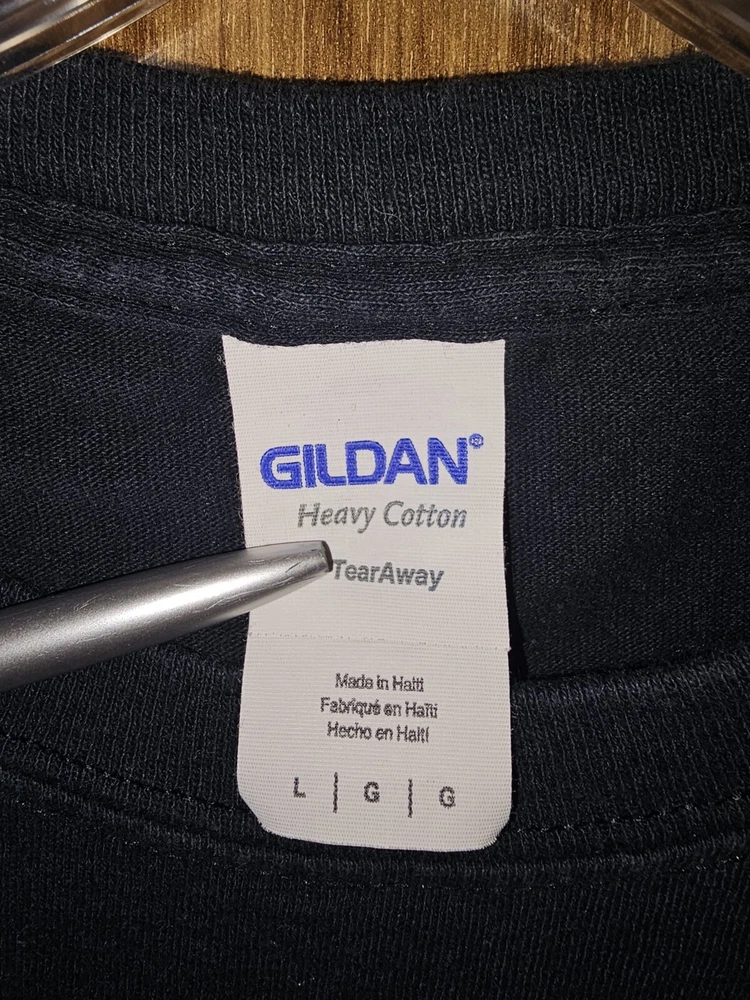 GILDAN®
Heavy Cotton
TearAway
Made in Haiti
Fabriqué en Haïti
Hecho en Haití
L | G | G